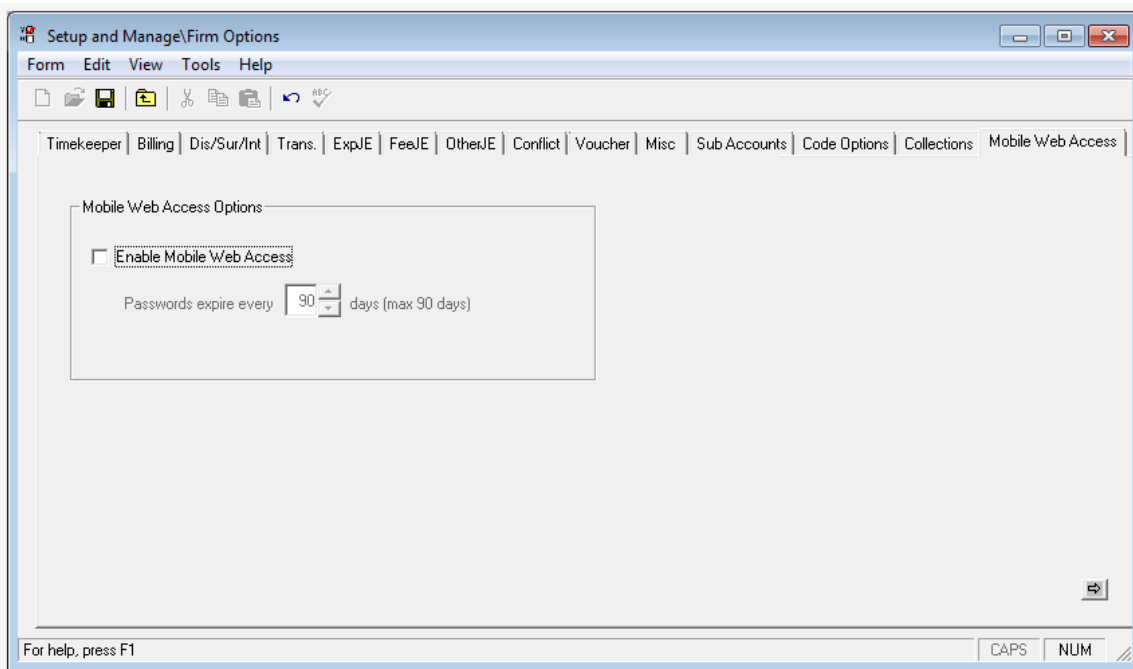 Setup and Manage\Firm Options
Form Edit View Tools Help
ABC
Timekeeper Billing Dis/Sur/Int Trans. ExpJE FeeJE OtherJE Conflict Voucher Misc Sub Accounts Code Options Collections Mobile Web Access
Mobile Web Access Options
Enable Mobile Web Access
Passwords expire every 90 days (max 90 days)
For help, press F1 CAPS NUM